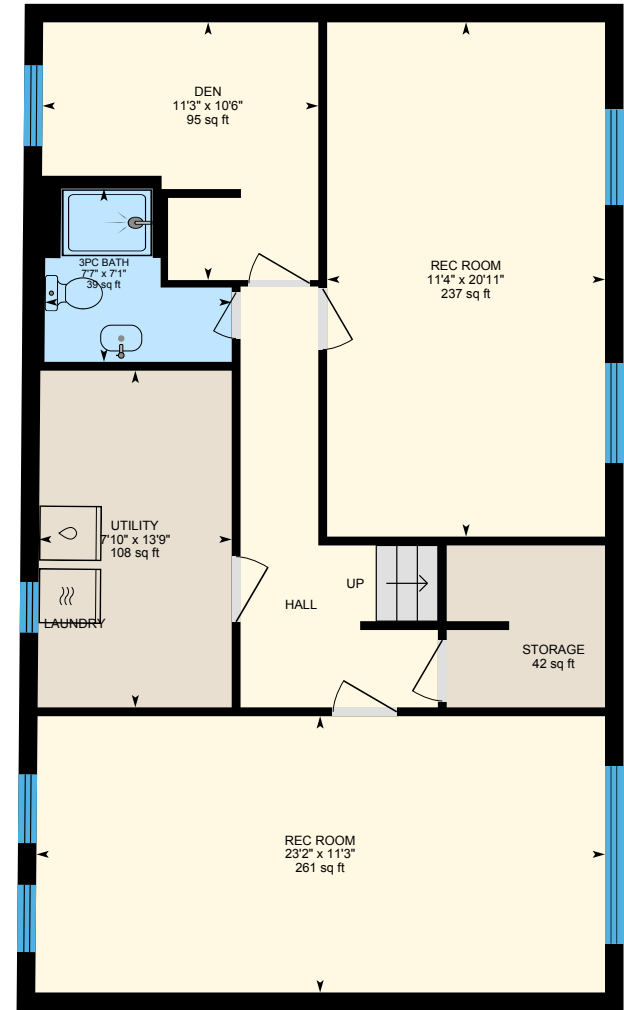 DEN
11'3" x 10'6"
95 sq ft
3PC BATH
7'7" x 7'1"
39 sq ft
REC ROOM
11'4" x 20'11"
237 sq ft
UTILITY
7'10" x 13'9"
108 sq ft
LAUNDRY
UP
HALL
STORAGE
42 sq ft
REC ROOM
23'2" x 11'3"
261 sq ft